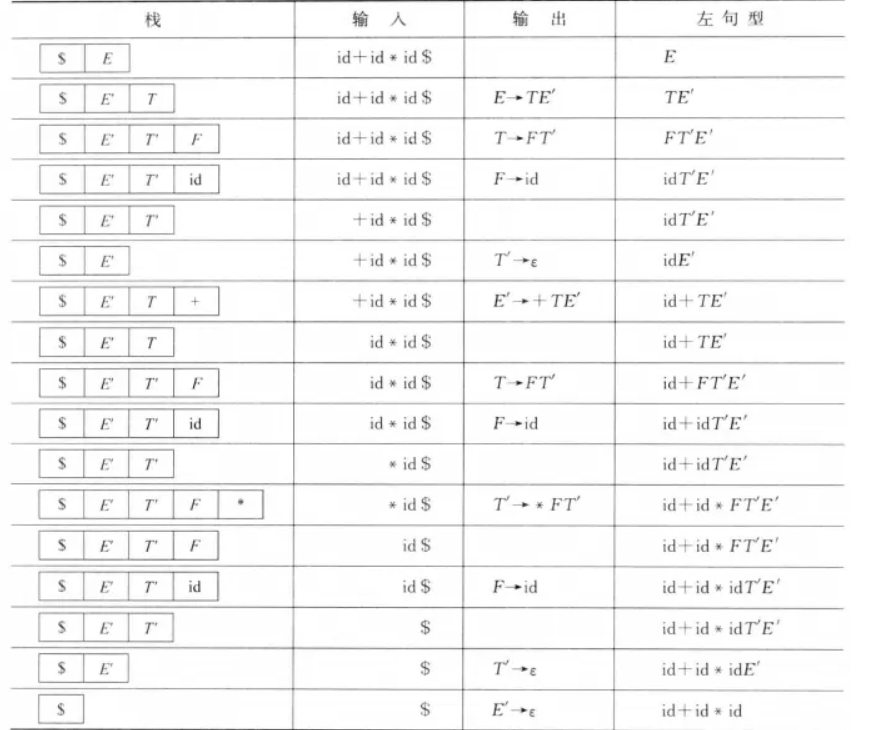 栈 输 入 输 出 左 句 型
$ E id+id * id $ E
$ E′ T id+id * id $ E→TE′ TE′
$ E′ T′ F id+id * id $ T→FT′ FT′E′
$ E′ T′ id id+id * id $ F→id idT′E′
$ E′ T′ +id * id $ idT′E′
$ E′ +id * id $ T′→ε idE′
$ E′ T + +id * id $ E′→+TE′ id+TE′
$ E′ T id * id $ id+TE′
$ E′ T′ F id * id $ T→FT′ id+FT′E′
$ E′ T′ id id * id $ F→id id+idT′E′
$ E′ T′ * id $ id+idT′E′
$ E′ T′ F * * id $ T′→ * FT′ id+id * FT′E′
$ E′ T′ F id $ id+id * FT′E′
$ E′ T′ id id $ F→id id+id * idT′E′
$ E′ T′ $ id+id * idT′E′
$ E′ $ T′→ε id+id * idE′
$ $ E′→ε id+id * id